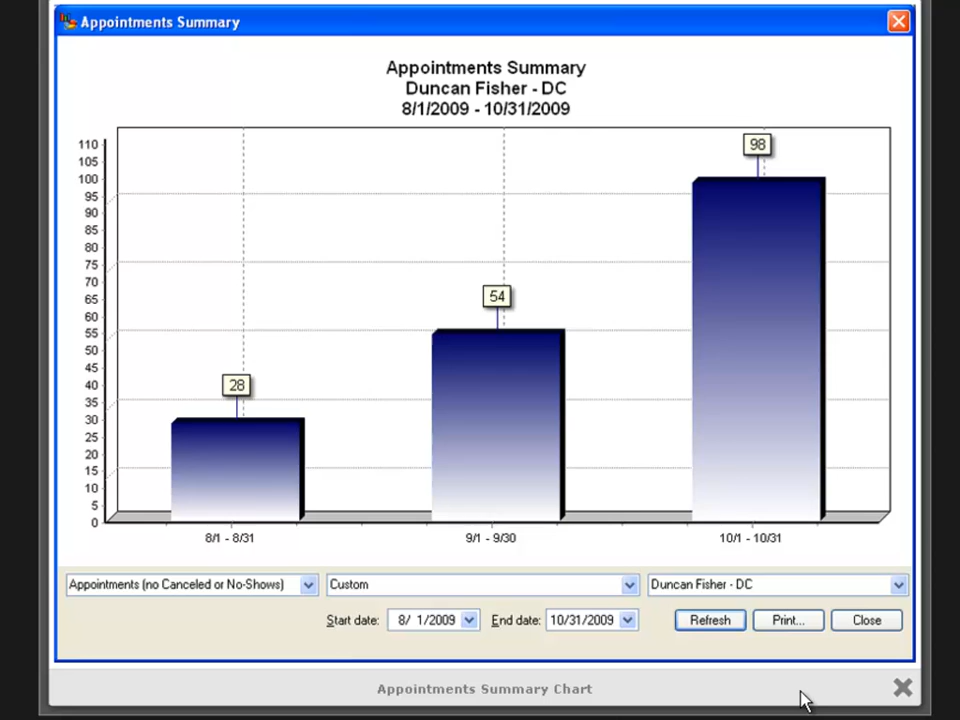 Appointments Summary
Appointments Summary
Duncan Fisher - DC
8/1/2009 - 10/31/2009
110
105
100
95
90
85
80
75
70
65
60
55
50
45
40
35
30
25
20
15
10
5
0
28
54
98
8/1 - 8/31
9/1 - 9/30
10/1 - 10/31
Appointments (no Canceled or No-Shows)
Custom
Duncan Fisher - DC
Start date: 8/ 1/2009 End date: 10/31/2009 Refresh Print... Close
Appointments Summary Chart